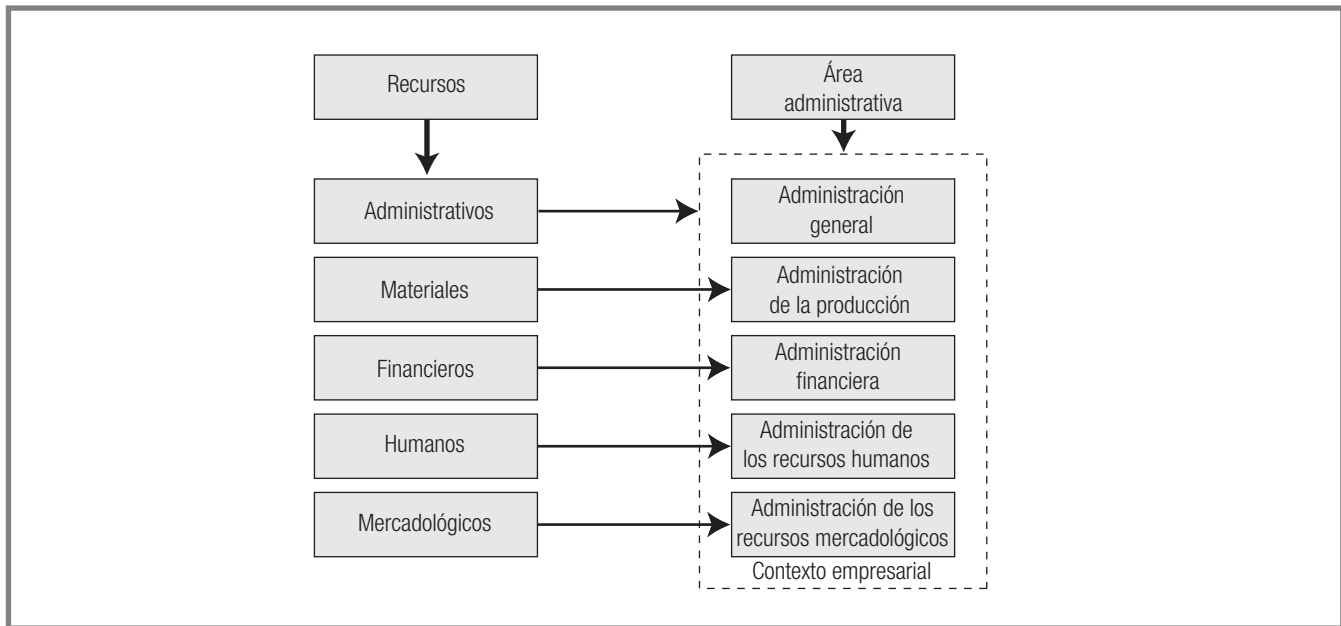 Recursos
Área
administrativa
Administrativos
Administración
general
Materiales
Administración
de la producción
Financieros
Administración
financiera
Humanos
Administración de
los recursos humanos
Mercadológicos
Administración de los
recursos mercadológicos
Contexto empresarial